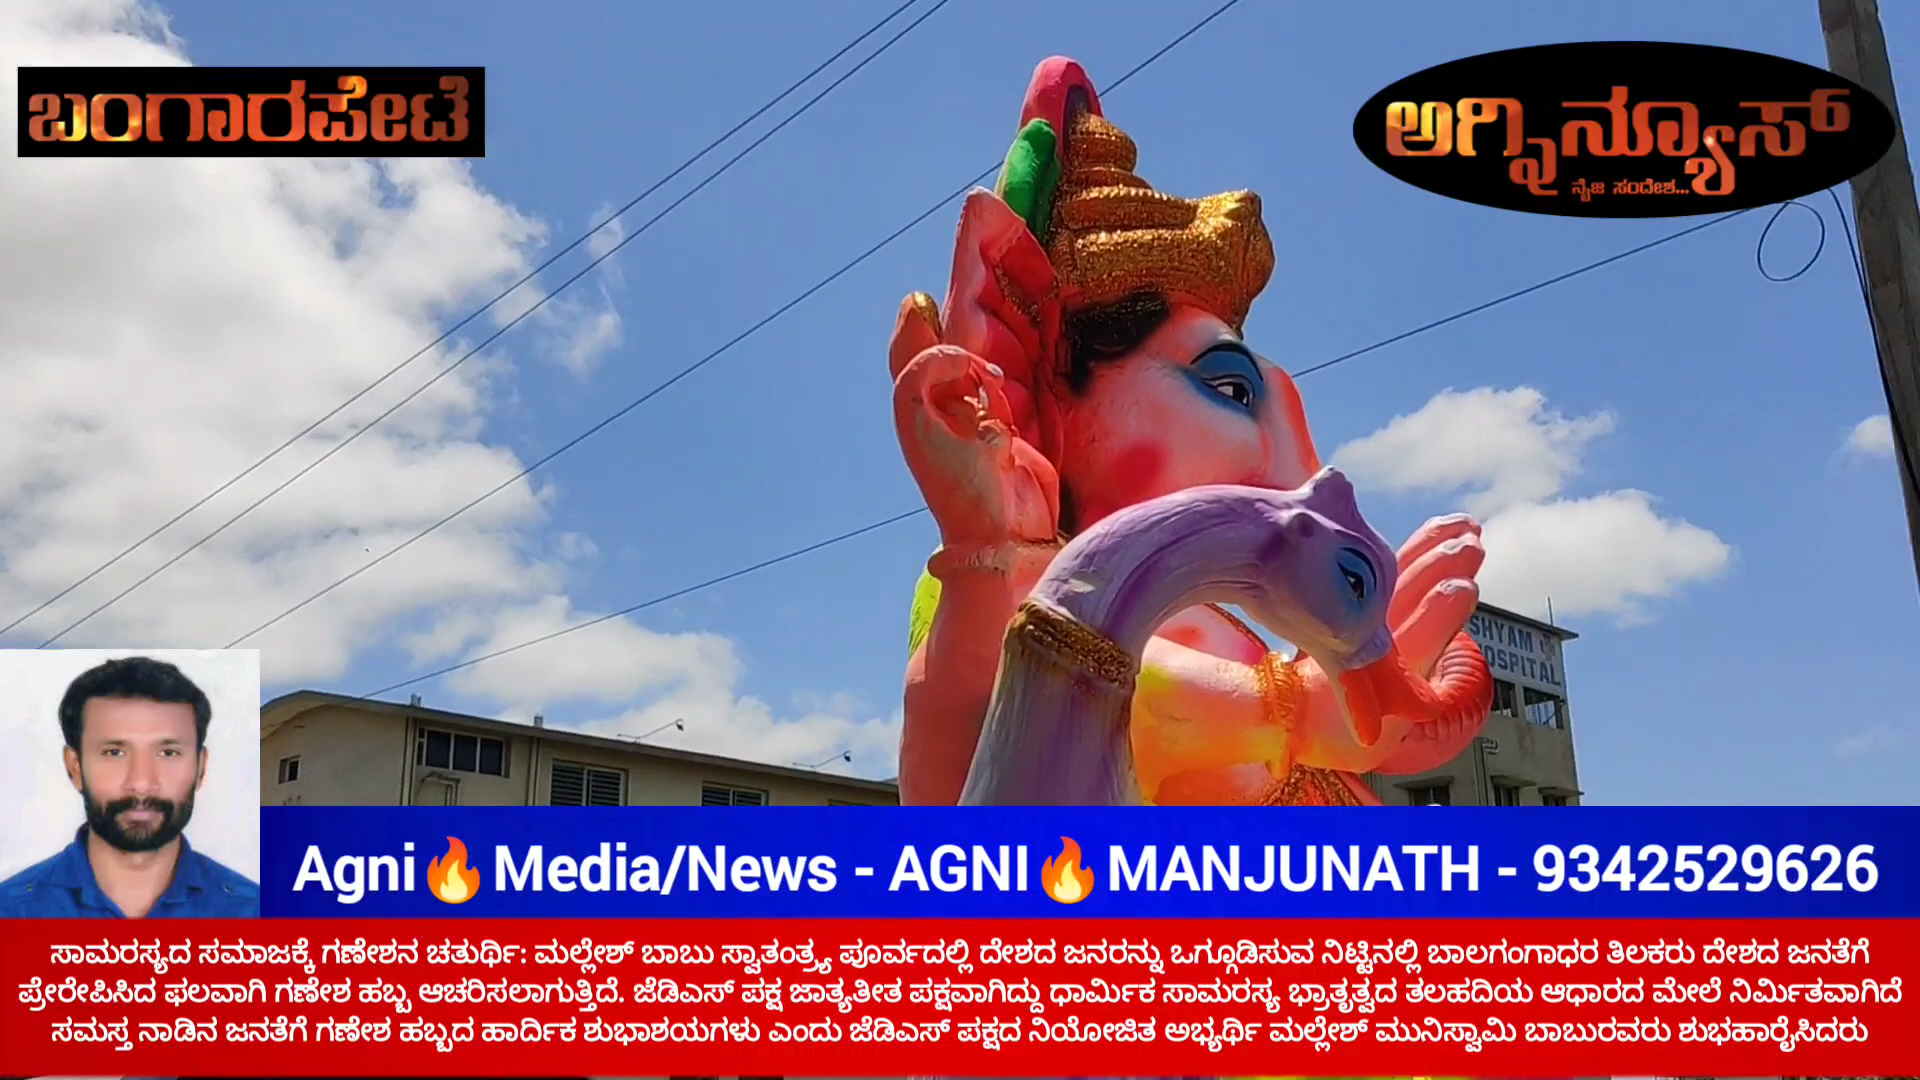 ಬಂಗಾರಪೇಟೆ
ಅಗ್ನಿನ್ಯೂಸ್
ನೈಜ ಸಂದೇಶ...
SHYAM
HOSPITAL
Agni🔥Media/News - AGNI🔥MANJUNATH - 9342529626
ಸಾಮರಸ್ಯದ ಸಮಾಜಕ್ಕೆ ಗಣೇಶನ ಚತುರ್ಥಿ: ಮಲ್ಲೇಶ್ ಬಾಬು ಸ್ವಾತಂತ್ರ್ಯ ಪೂರ್ವದಲ್ಲಿ ದೇಶದ ಜನರನ್ನು ಒಗ್ಗೂಡಿಸುವ ನಿಟ್ಟಿನಲ್ಲಿ ಬಾಲಗಂಗಾಧರ ತಿಲಕರು ದೇಶದ ಜನತೆಗೆ
ಪ್ರೇರೇಪಿಸಿದ ಫಲವಾಗಿ ಗಣೇಶ ಹಬ್ಬ ಆಚರಿಸಲಾಗುತ್ತಿದೆ. ಜೆಡಿಎಸ್ ಪಕ್ಷ ಜಾತ್ಯತೀತ ಪಕ್ಷವಾಗಿದ್ದು ಧಾರ್ಮಿಕ ಸಾಮರಸ್ಯ ಭ್ರಾತೃತ್ವದ ತಲಹದಿಯ ಆಧಾರದ ಮೇಲೆ ನಿರ್ಮಿತವಾಗಿದೆ
ಸಮಸ್ತ ನಾಡಿನ ಜನತೆಗೆ ಗಣೇಶ ಹಬ್ಬದ ಹಾರ್ದಿಕ ಶುಭಾಶಯಗಳು ಎಂದು ಜೆಡಿಎಸ್ ಪಕ್ಷದ ನಿಯೋಜಿತ ಅಭ್ಯರ್ಥಿ ಮಲ್ಲೇಶ್ ಮುನಿಸ್ವಾಮಿ ಬಾಬುರವರು ಶುಭಹಾರೈಸಿದರು